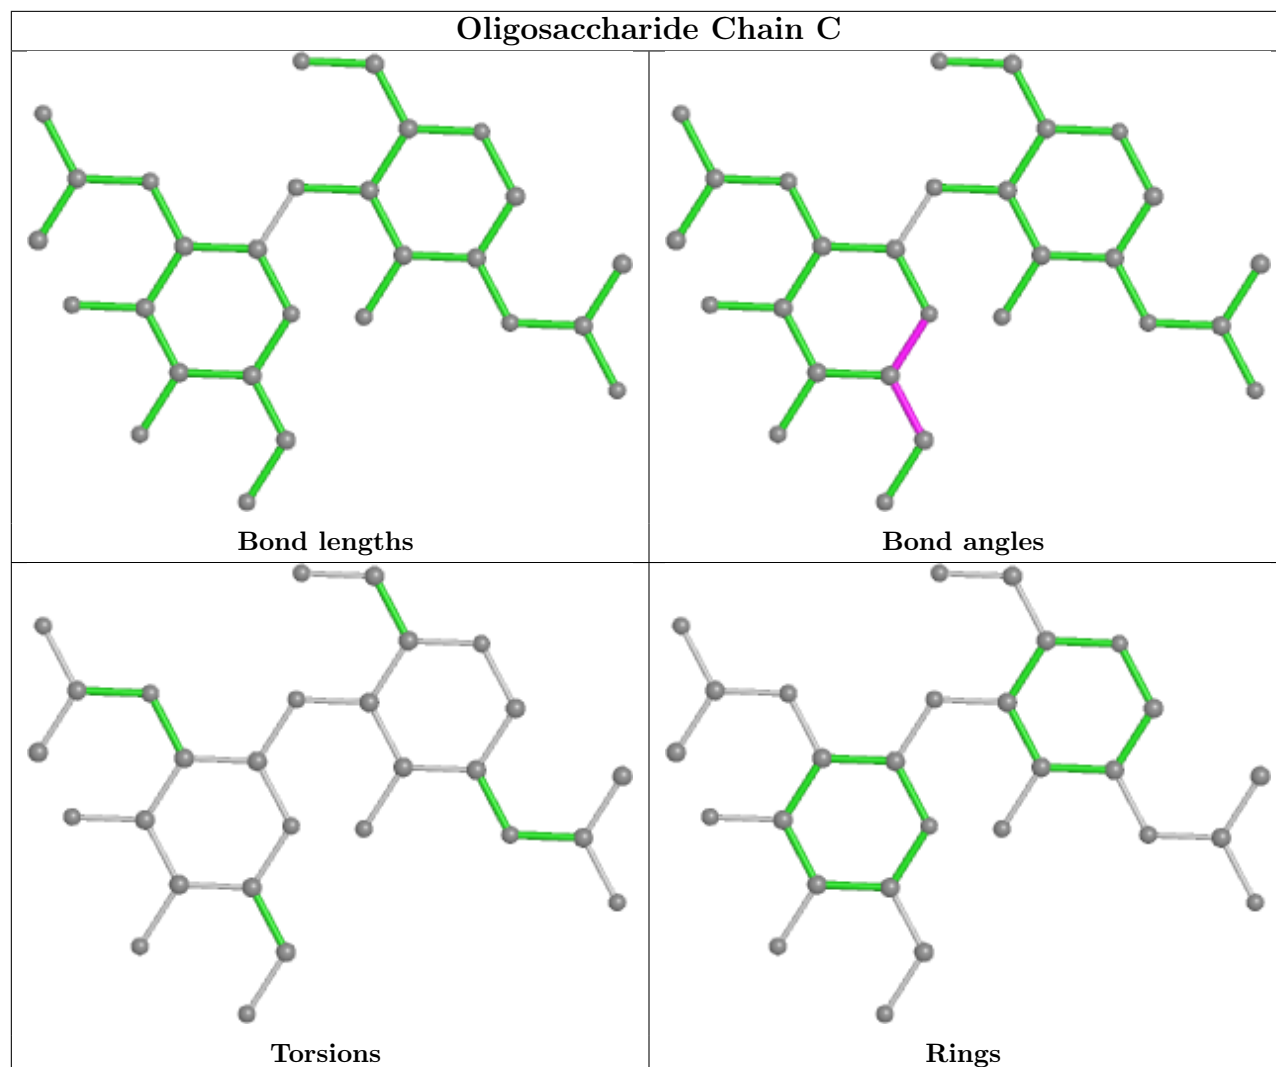 Oligosaccharide Chain C
Bond lengths
Bond angles
Torsions
Rings